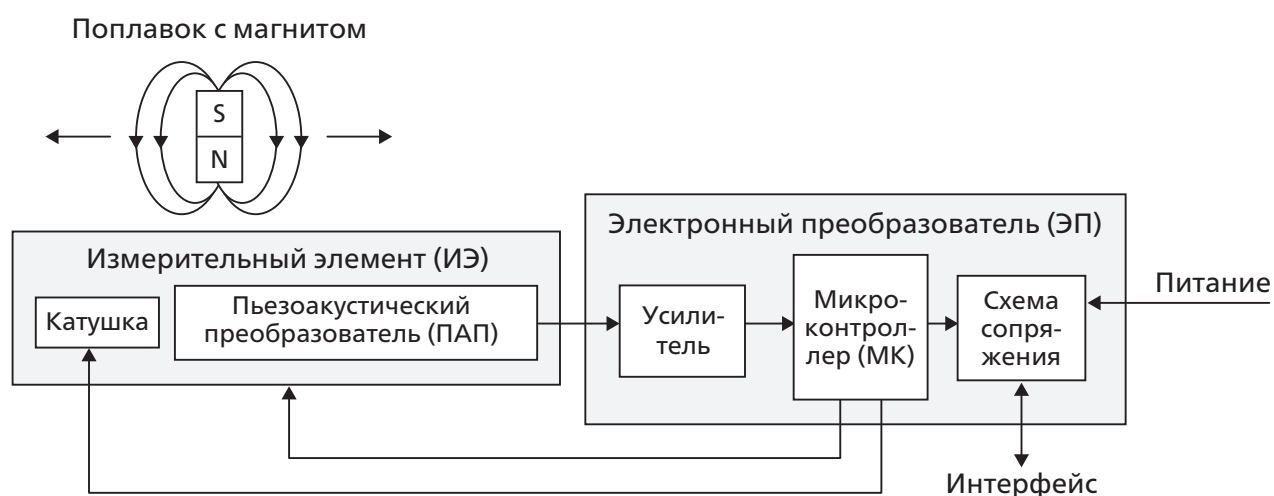 Поплавок с магнитом
S
N
Электронный преобразователь (ЭП)
Измерительный элемент (ИЭ)
Катушка
Пьезоакустический
преобразователь (ПАП)
Усили-
тель
Микро-
контрол-
лер (МК)
Схема
сопря-
жения
Питание
Интерфейс